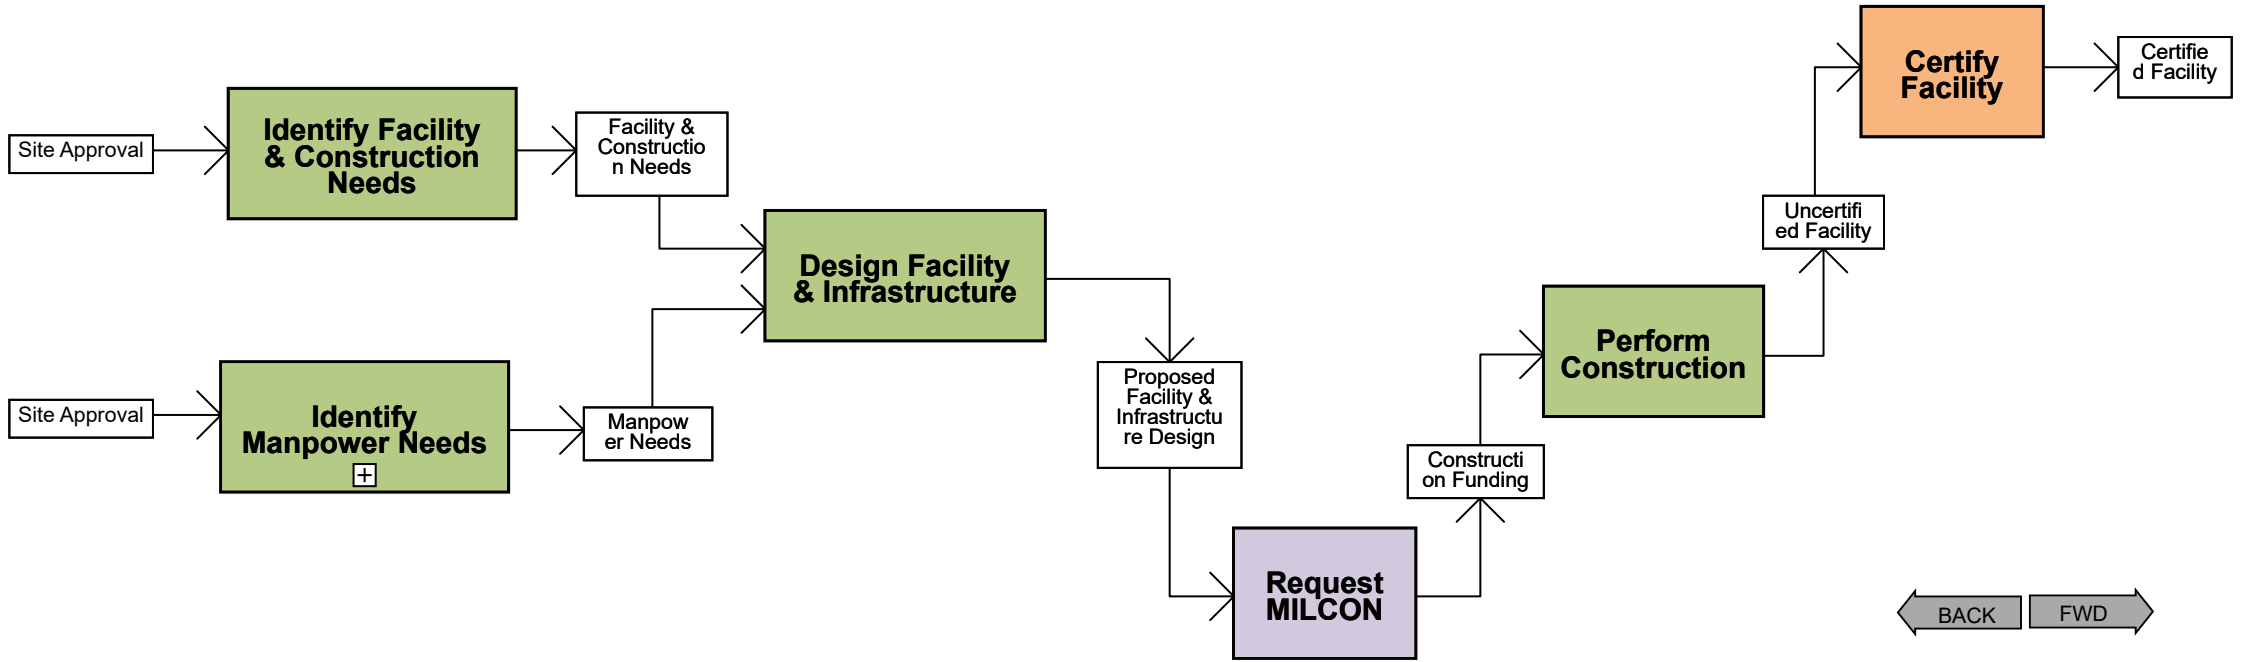 Site Approval
Identify Facility
& Construction
Needs
Facility &
Constructio
n Needs
Site Approval
Identify
Manpower Needs
+
Manpow
er Needs
Design Facility
& Infrastructure
Proposed
Facility &
Infrastructu
re Design
Request
MILCON
Constructi
on Funding
Perform
Construction
Uncertifi
ed Facility
Certify
Facility
Certifie
d Facility
BACK
FWD